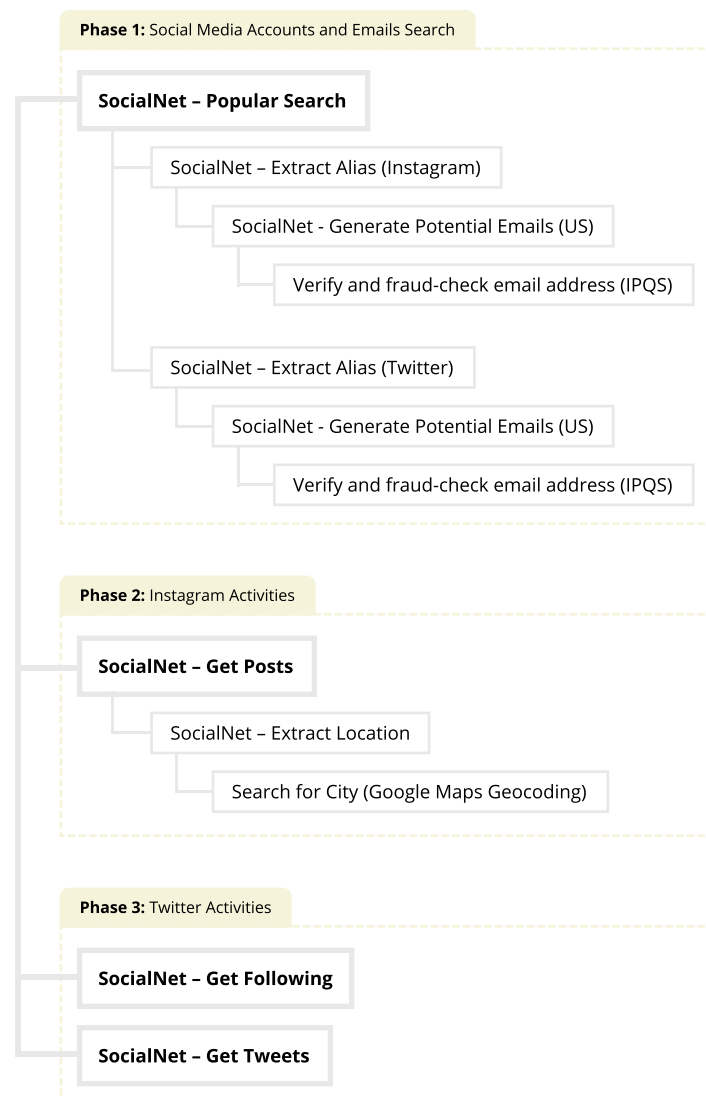 Phase 1: Social Media Accounts and Emails Search
SocialNet – Popular Search
SocialNet – Extract Alias (Instagram)
SocialNet - Generate Potential Emails (US)
Verify and fraud-check email address (IPQS)
SocialNet – Extract Alias (Twitter)
SocialNet - Generate Potential Emails (US)
Verify and fraud-check email address (IPQS)
Phase 2: Instagram Activities
SocialNet – Get Posts
SocialNet – Extract Location
Search for City (Google Maps Geocoding)
Phase 3: Twitter Activities
SocialNet – Get Following
SocialNet – Get Tweets